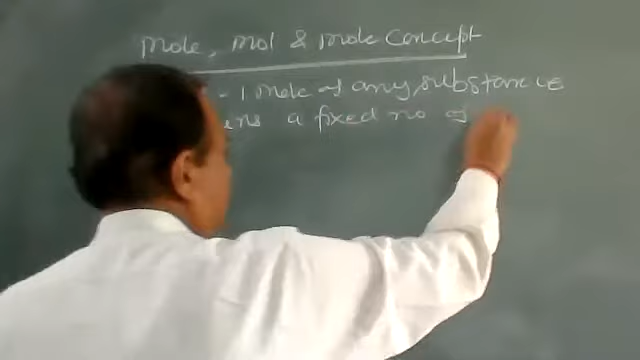 Mole, Mol & Mole Concept
- 1 mole of any substance
a fixed no of